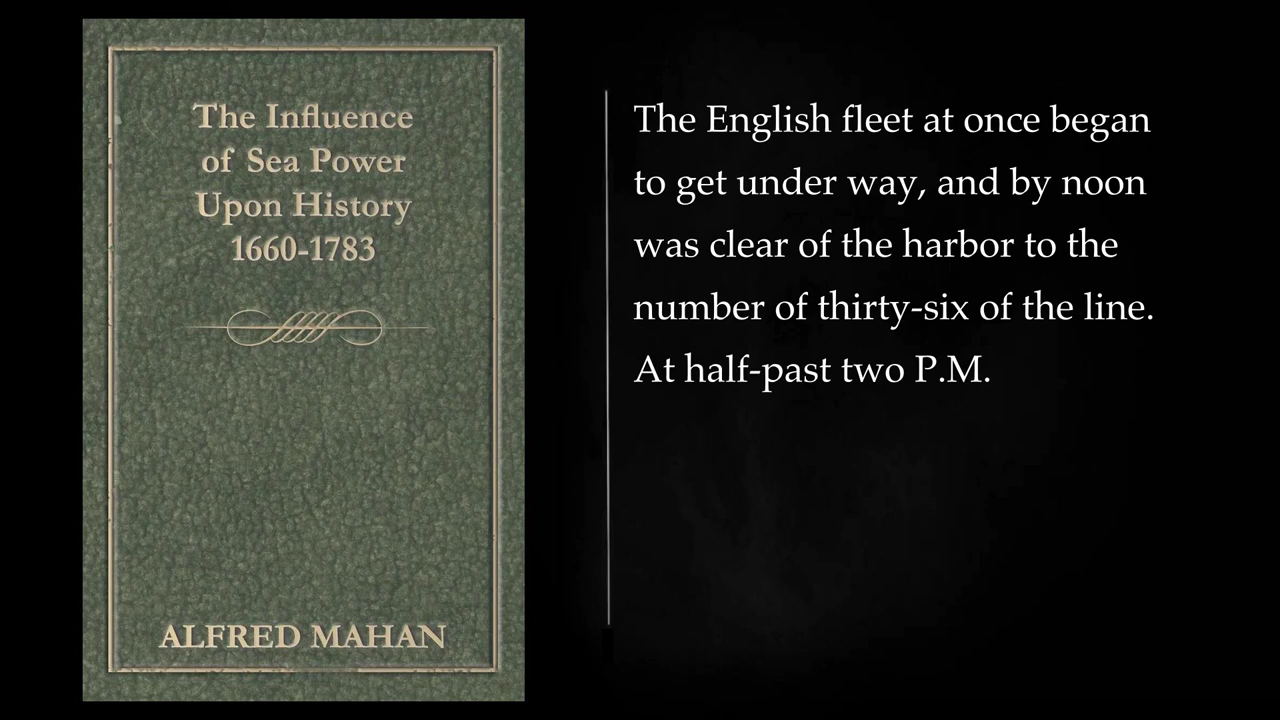 The Influence
of Sea Power
Upon History
1660-1783
ALFRED MAHAN
The English fleet at once began
to get under way, and by noon
was clear of the harbor to the
number of thirty-six of the line.
At half-past two P.M.